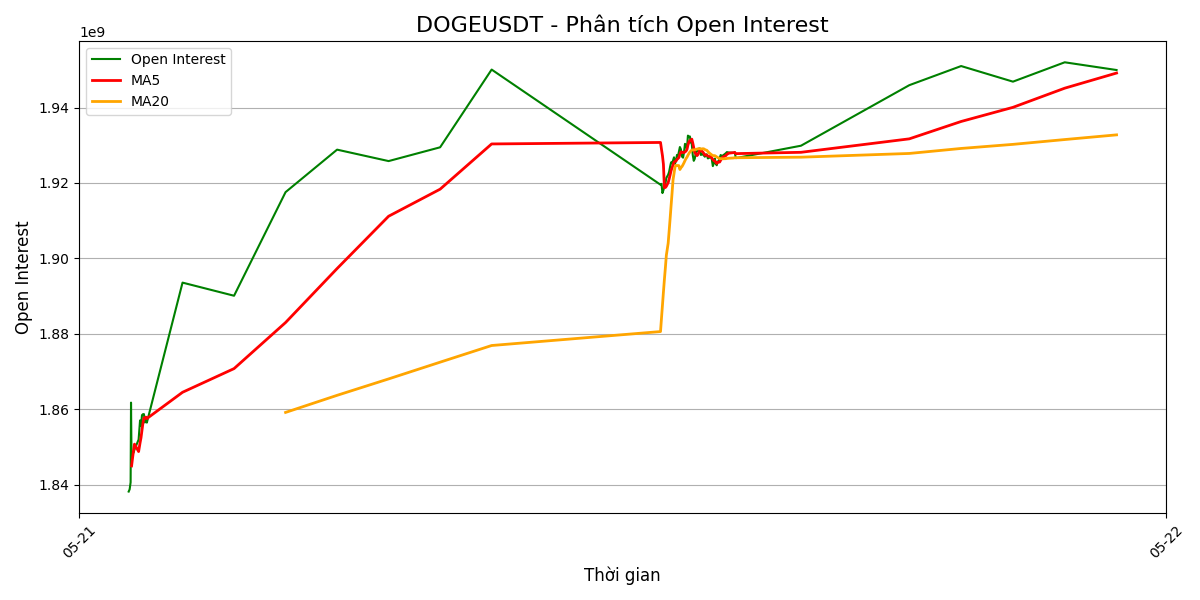 DOGEUSDT - Phân tích Open Interest
1e9
Open Interest
MA5
MA20
1.94
1.92
1.90
1.88
1.86
1.84
Open Interest
05-21
05-22
Thời gian